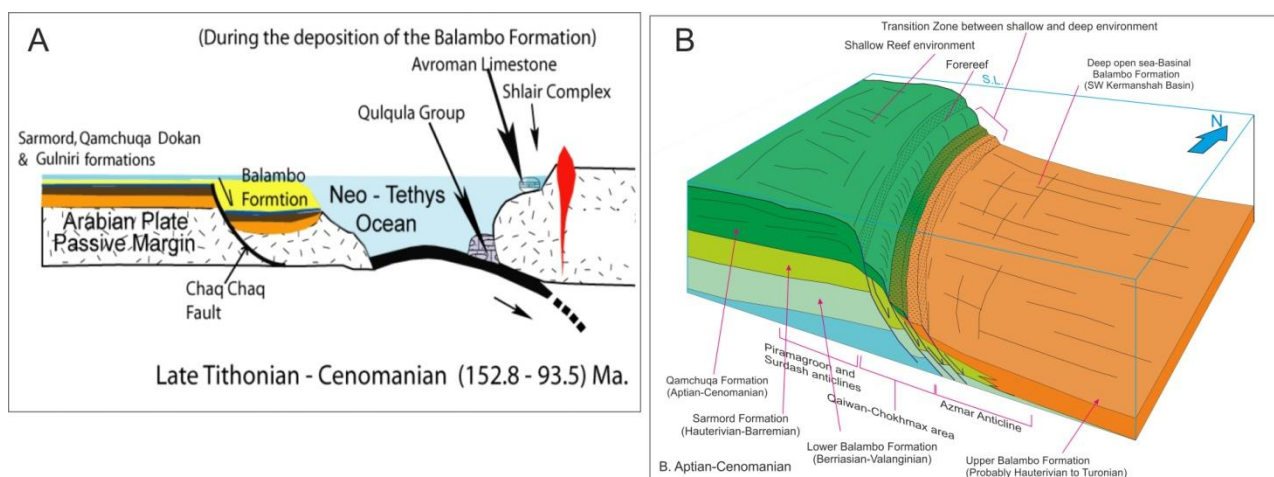 A
(During the deposition of the Balambo Formation)
Avroman Limestone
Shlair Complex
Qulqula Group
Sarmord, Qamchuqa Dokan
& Gulniri formations
Balambo
Formtion
Neo - Tethys
Ocean
Arabian Plate
Passive Margin
Chaq Chaq
Fault
Late Tithonian - Cenomanian (152.8 - 93.5) Ma.
B
Transition Zone between shallow and deep environment
Shallow Reef environment
Forereef
S.L.
Deep open sea-Basinal
Balambo Formation
(SW Kermanshah Basin)
N
Piramagroon and
Surdash anticlines
Qaiwan-Chokhmax area
Azmar Anticline
Qamchuqa Formation
(Aptian-Cenomanian)
Sarmord Formation
(Hauterivian-Barremian)
Lower Balambo Formation
(Berriasian-Valanginian)
Upper Balambo Formation
(Probably Hauterivian to Turonian)
B. Aptian-Cenomanian